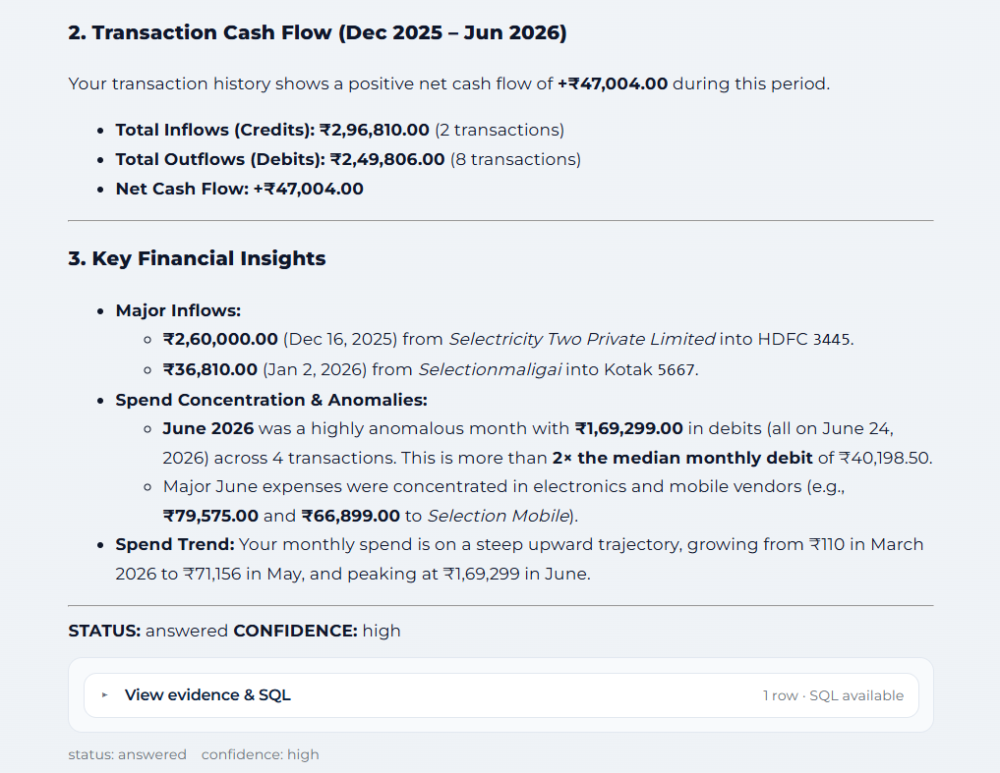 2. Transaction Cash Flow (Dec 2025 – Jun 2026)
Your transaction history shows a positive net cash flow of +₹47,004.00 during this period.
• Total Inflows (Credits): ₹2,96,810.00 (2 transactions)
• Total Outflows (Debits): ₹2,49,806.00 (8 transactions)
• Net Cash Flow: +₹47,004.00
3. Key Financial Insights
• Major Inflows:
◦ ₹2,60,000.00 (Dec 16, 2025) from Selectricity Two Private Limited into HDFC 3445.
◦ ₹36,810.00 (Jan 2, 2026) from Selectionmaligai into Kotak 5667.
• Spend Concentration & Anomalies:
◦ June 2026 was a highly anomalous month with ₹1,69,299.00 in debits (all on June 24,
2026) across 4 transactions. This is more than 2× the median monthly debit of ₹40,198.50.
◦ Major June expenses were concentrated in electronics and mobile vendors (e.g.,
₹79,575.00 and ₹66,899.00 to Selection Mobile).
• Spend Trend: Your monthly spend is on a steep upward trajectory, growing from ₹110 in March
2026 to ₹71,156 in May, and peaking at ₹1,69,299 in June.
STATUS: answered CONFIDENCE: high
▸ View evidence & SQL 1 row · SQL available
status: answered confidence: high